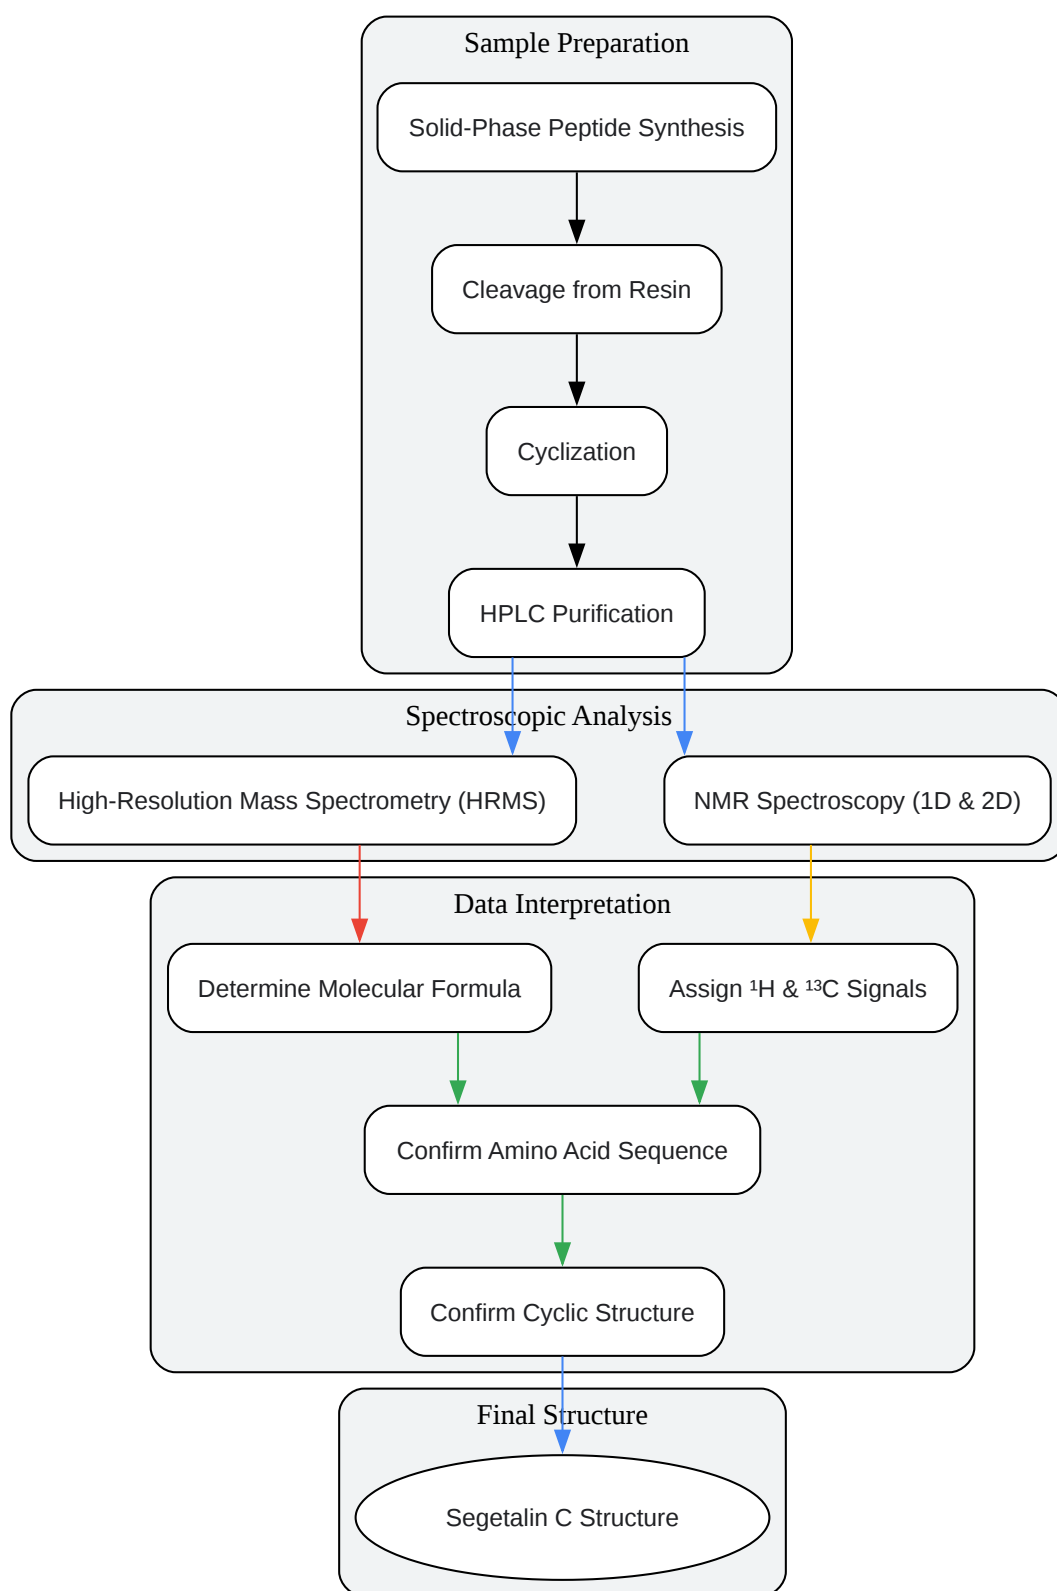 Sample Preparation
Solid-Phase Peptide Synthesis
Cleavage from Resin
Cyclization
HPLC Purification
Spectroscopic Analysis
High-Resolution Mass Spectrometry (HRMS)
NMR Spectroscopy (1D & 2D)
Data Interpretation
Determine Molecular Formula
Assign ¹H & ¹³C Signals
Confirm Amino Acid Sequence
Confirm Cyclic Structure
Final Structure
Segetalin C Structure